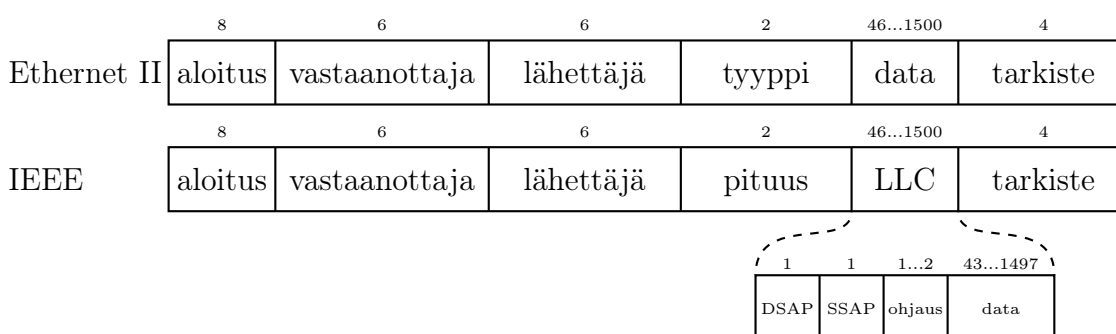 8 6 6 2 46...1500 4
Ethernet II aloitus vastaanottaja lähettäjä tyyppi data tarkiste
8 6 6 2 46...1500 4
IEEE aloitus vastaanottaja lähettäjä pituus LLC tarkiste
1 1 1...2 43...1497
DSAP SSAP ohjaus data